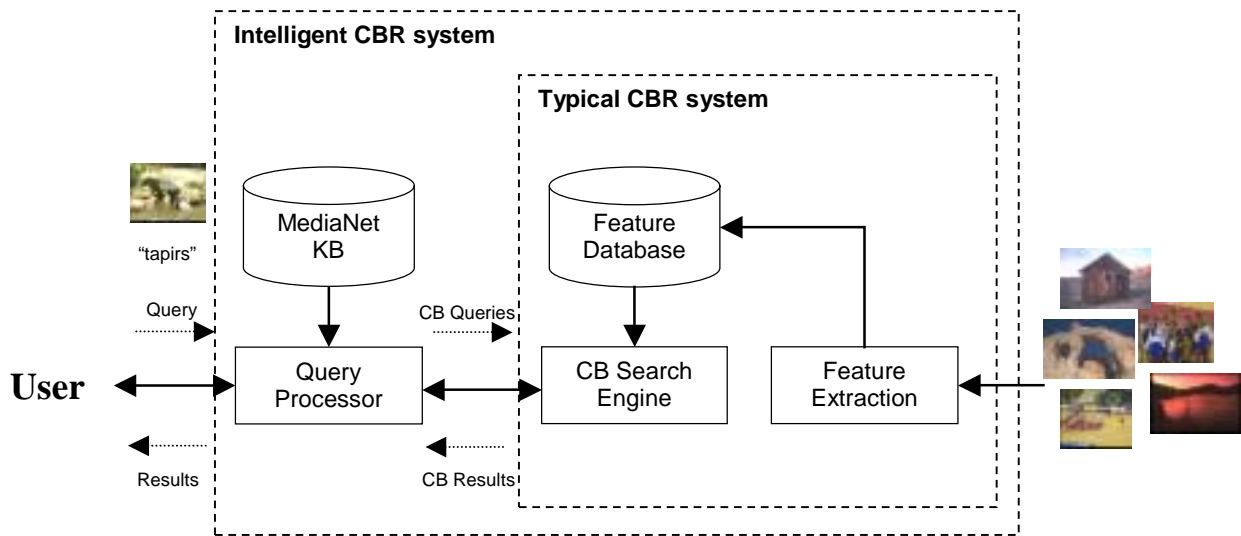 Intelligent CBR system
Typical CBR system
MediaNet
KB
Feature
Database
“tapirs”
Query
CB Queries
User
Query
Processor
CB Search
Engine
Feature
Extraction
Results
CB Results